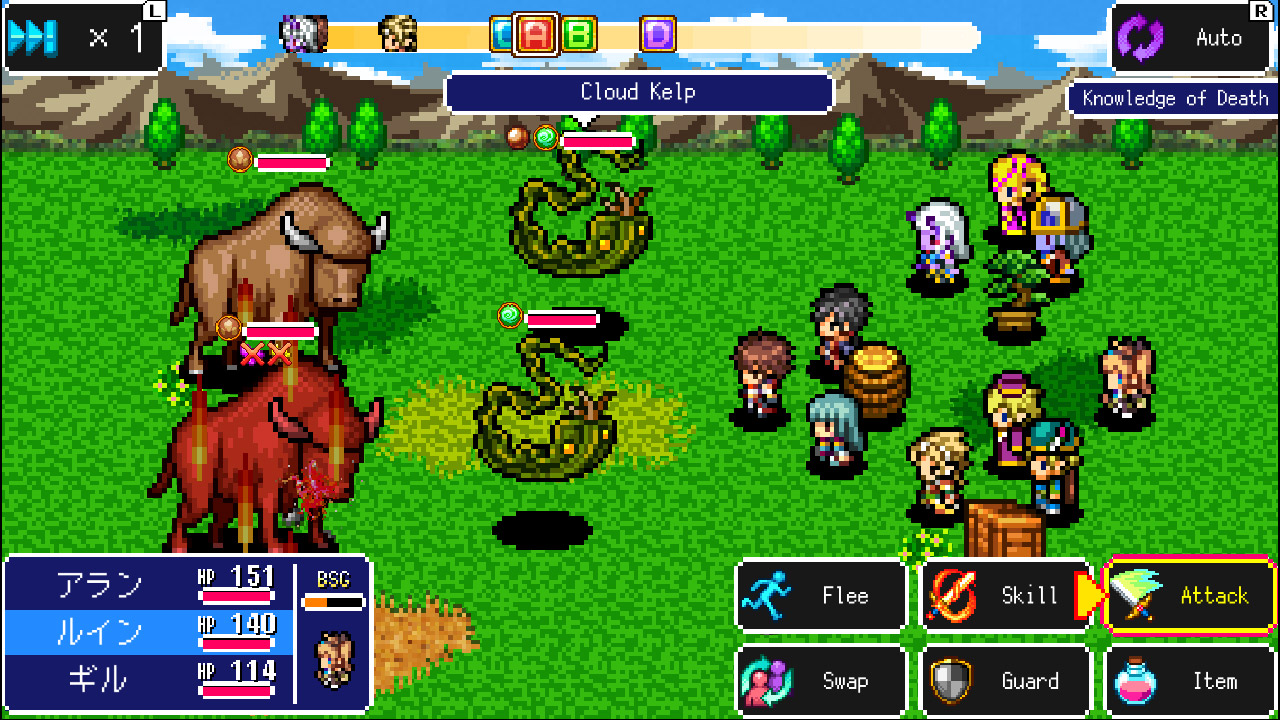 L
× 1
C
A
B
D
R
Auto
Cloud Kelp
Knowledge of Death
アラン HP 151
ルイン HP 140
ギル HP 114
BSG
Flee
Skill
Attack
Swap
Guard
Item